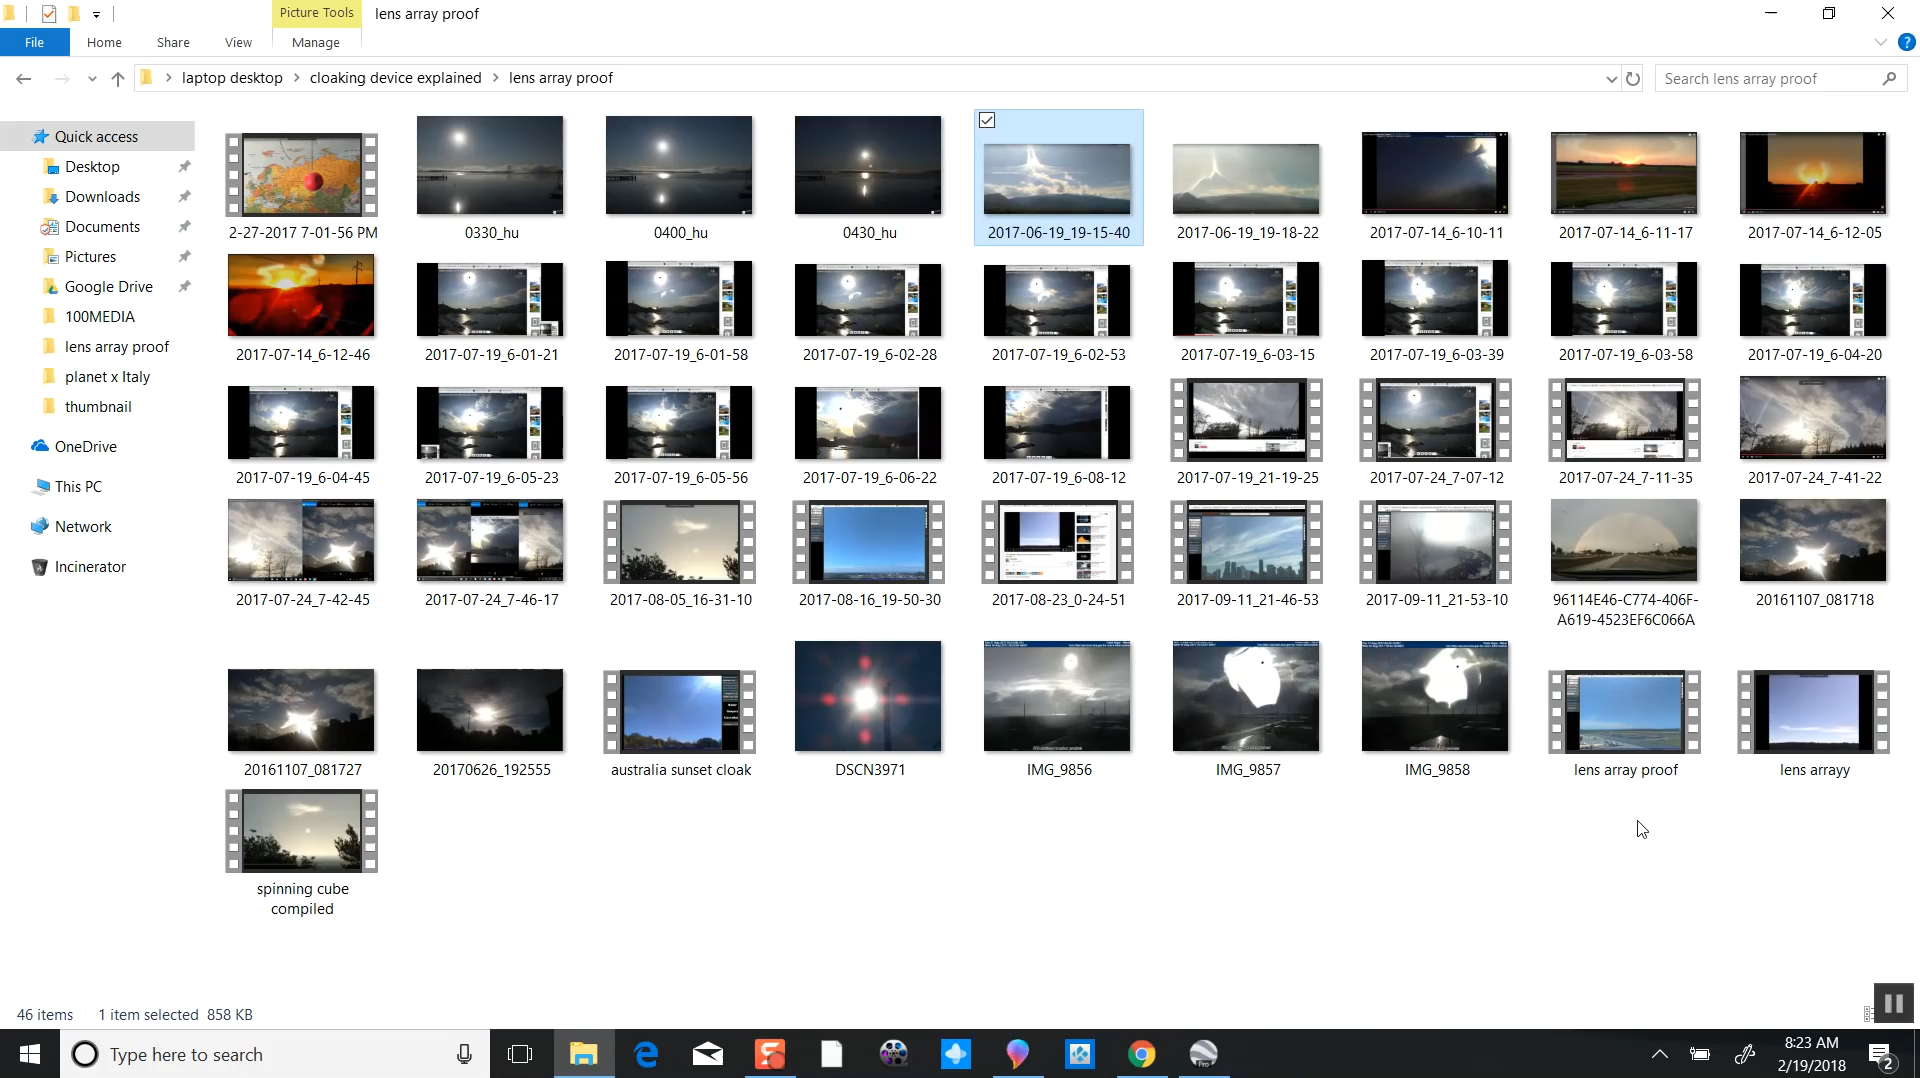 Picture Tools
lens array proof
File
Home
Share
View
Manage
laptop desktop
cloaking device explained
lens array proof
Search lens array proof
Quick access
Desktop
Downloads
Documents
Pictures
Google Drive
100MEDIA
lens array proof
planet x Italy
thumbnail
OneDrive
This PC
Network
Incinerator
2-27-2017 7-01-56 PM
0330_hu
0400_hu
0430_hu
2017-06-19_19-15-40
2017-06-19_19-18-22
2017-07-14_6-10-11
2017-07-14_6-11-17
2017-07-14_6-12-05
2017-07-14_6-12-46
2017-07-19_6-01-21
2017-07-19_6-01-58
2017-07-19_6-02-28
2017-07-19_6-02-53
2017-07-19_6-03-15
2017-07-19_6-03-39
2017-07-19_6-03-58
2017-07-19_6-04-20
2017-07-19_6-04-45
2017-07-19_6-05-23
2017-07-19_6-05-56
2017-07-19_6-06-22
2017-07-19_6-08-12
2017-07-19_21-19-25
2017-07-24_7-07-12
2017-07-24_7-11-35
2017-07-24_7-41-22
2017-07-24_7-42-45
2017-07-24_7-46-17
2017-08-05_16-31-10
2017-08-16_19-50-30
2017-08-23_0-24-51
2017-09-11_21-46-53
2017-09-11_21-53-10
96114E46-C774-406F-
A619-4523EF6C066A
20161107_081718
20161107_081727
20170626_192555
australia sunset cloak
DSCN3971
IMG_9856
IMG_9857
IMG_9858
lens array proof
lens arrayy
spinning cube
compiled
46 items
1 item selected 858 KB
Type here to search
Pro
8:23 AM
2/19/2018
2